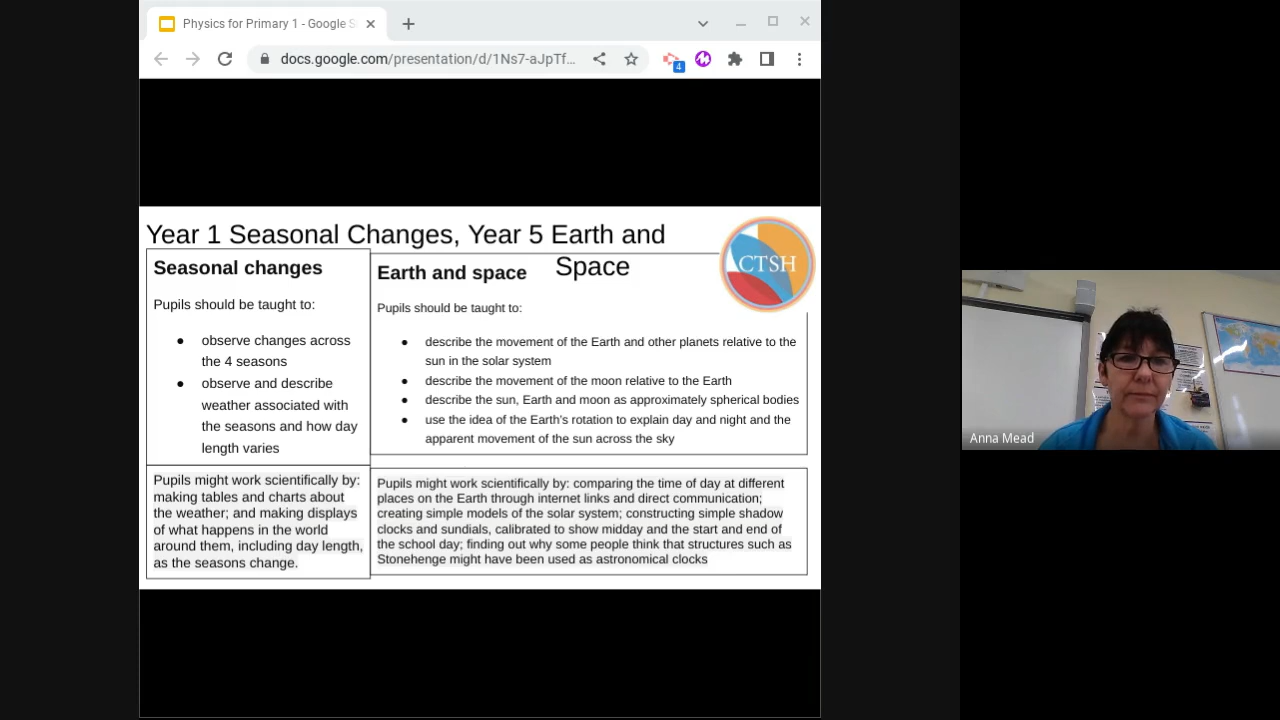 Physics for Primary 1 - Google S
docs.google.com/presentation/d/1Ns7-aJpTf...
4
Year 1 Seasonal Changes, Year 5 Earth and
Space
CTSH
Seasonal changes
Pupils should be taught to:
● observe changes across
the 4 seasons
● observe and describe
weather associated with
the seasons and how day
length varies
Pupils might work scientifically by:
making tables and charts about
the weather; and making displays
of what happens in the world
around them, including day length,
as the seasons change.
Earth and space
Pupils should be taught to:
● describe the movement of the Earth and other planets relative to the
sun in the solar system
● describe the movement of the moon relative to the Earth
● describe the sun, Earth and moon as approximately spherical bodies
● use the idea of the Earth's rotation to explain day and night and the
apparent movement of the sun across the sky
Pupils might work scientifically by: comparing the time of day at different
places on the Earth through internet links and direct communication;
creating simple models of the solar system; constructing simple shadow
clocks and sundials, calibrated to show midday and the start and end of
the school day; finding out why some people think that structures such as
Stonehenge might have been used as astronomical clocks
Anna Mead